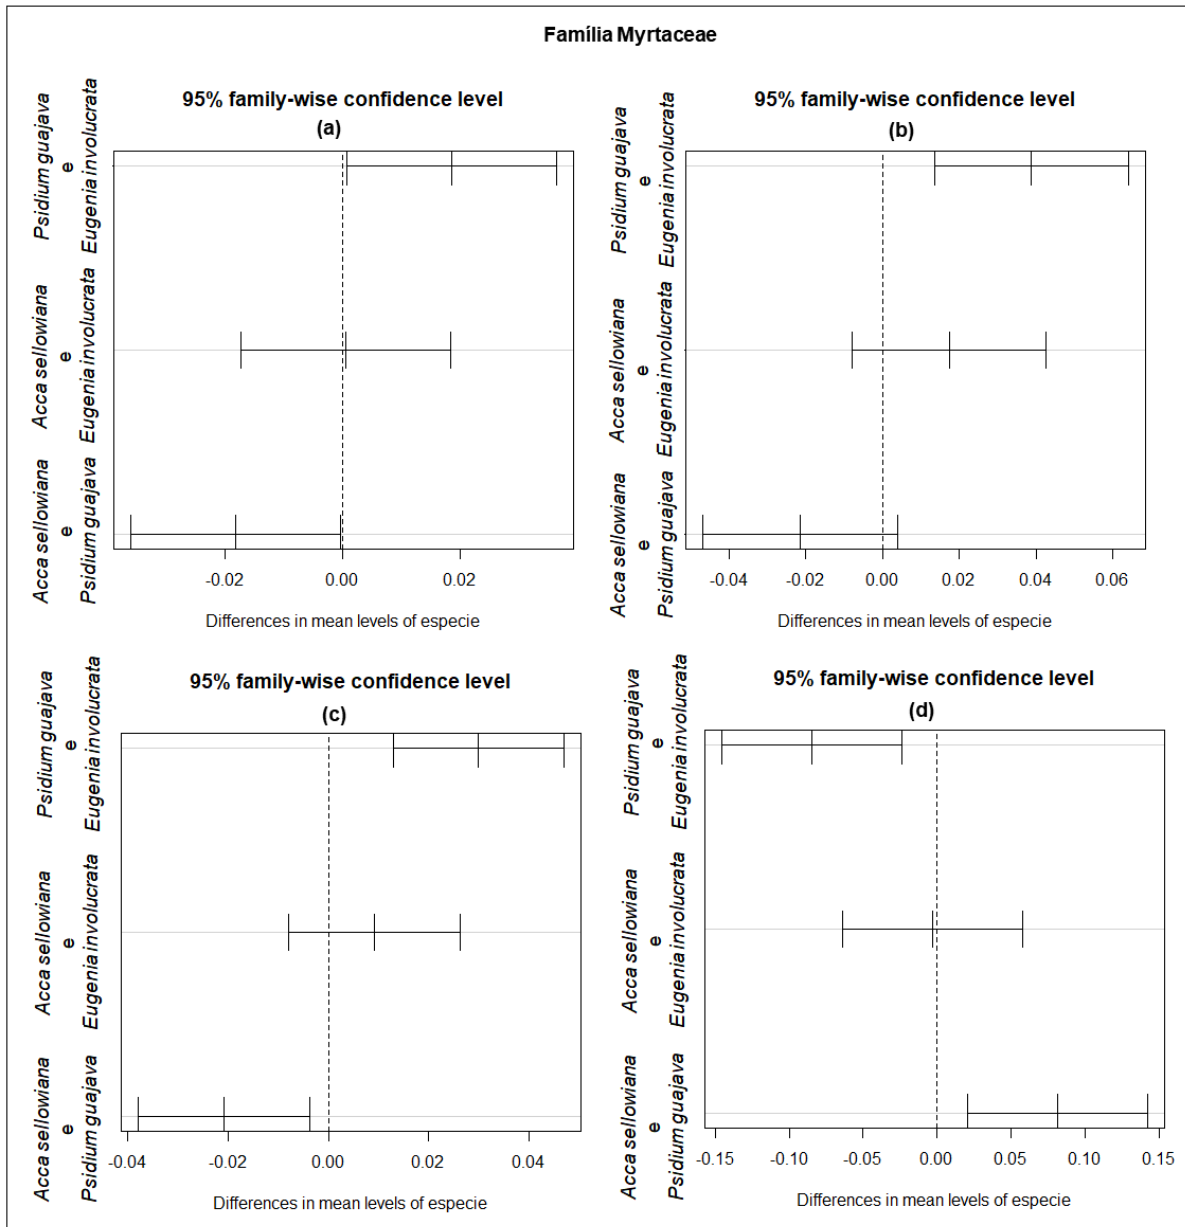 Família Myrtaceae
95% family-wise confidence level
(a)
Psidium guajava
e
Eugenia involucrata
Acca sellowiana
e
Eugenia involucrata
Acca sellowiana
e
Psidium guajava
-0.02 0.00 0.02
Differences in mean levels of especie
95% family-wise confidence level
(b)
Psidium guajava
e
Eugenia involucrata
Acca sellowiana
e
Eugenia involucrata
Acca sellowiana
e
Psidium guajava
-0.04 -0.02 0.00 0.02 0.04 0.06
Differences in mean levels of especie
95% family-wise confidence level
(c)
Psidium guajava
e
Eugenia involucrata
Acca sellowiana
e
Eugenia involucrata
Acca sellowiana
e
Psidium guajava
-0.04 -0.02 0.00 0.02 0.04
Differences in mean levels of especie
95% family-wise confidence level
(d)
Psidium guajava
e
Eugenia involucrata
Acca sellowiana
e
Eugenia involucrata
Acca sellowiana
e
Psidium guajava
-0.15 -0.10 -0.05 0.00 0.05 0.10 0.15
Differences in mean levels of especie